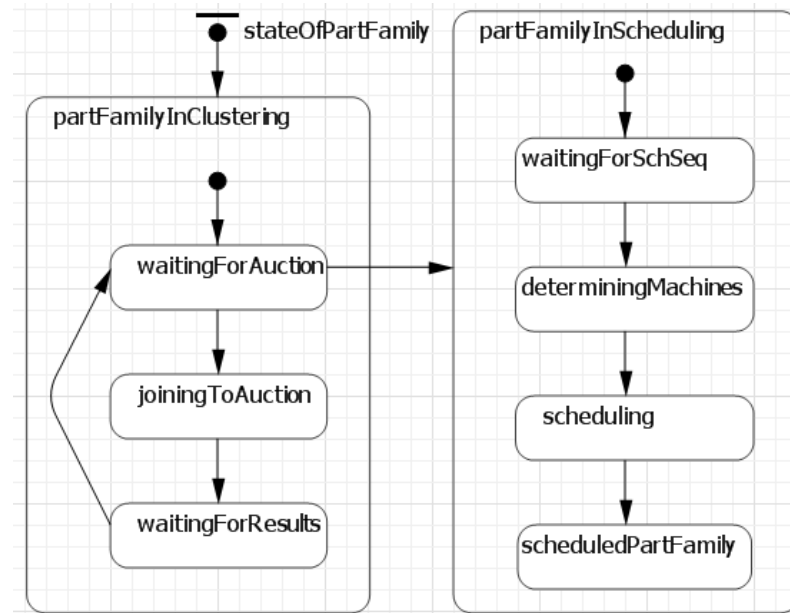 stateOfPartFamily
partFamilyInClustering
waitingForAuction
joiningToAuction
waitingForResults
partFamilyInScheduling
waitingForSchSeq
determiningMachines
scheduling
scheduledPartFamily